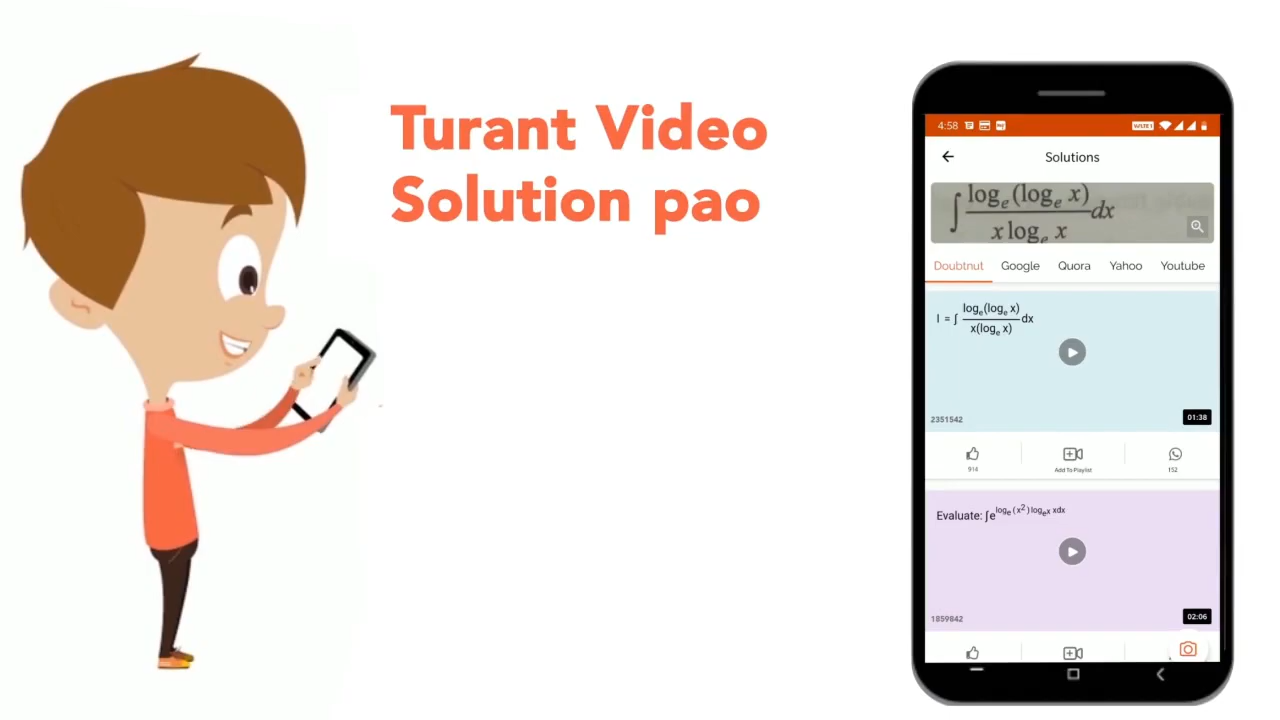 Turant Video
Solution pao
4:58
Solutions
∫ logₑ(logₑ x) / x logₑ x dx
Doubtnut Google Quora Yahoo Youtube
I = ∫ logₑ(logₑ x) / x(logₑ x) dx
2351542 01:38
914 Add To Playlist 152
Evaluate: ∫e^logₑ(x²)logₑx xdx
1859842 02:06